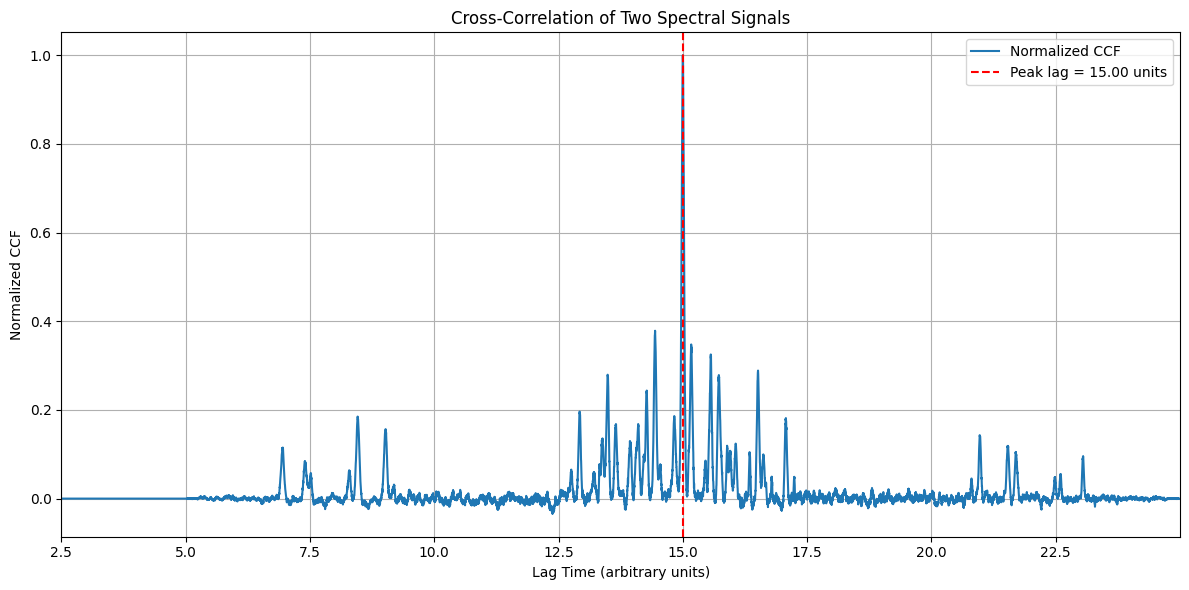 Cross-Correlation of Two Spectral Signals
Normalized CCF
Peak lag = 15.00 units
1.0
0.8
0.6
0.4
0.2
0.0
Normalized CCF
2.5 5.0 7.5 10.0 12.5 15.0 17.5 20.0 22.5
Lag Time (arbitrary units)